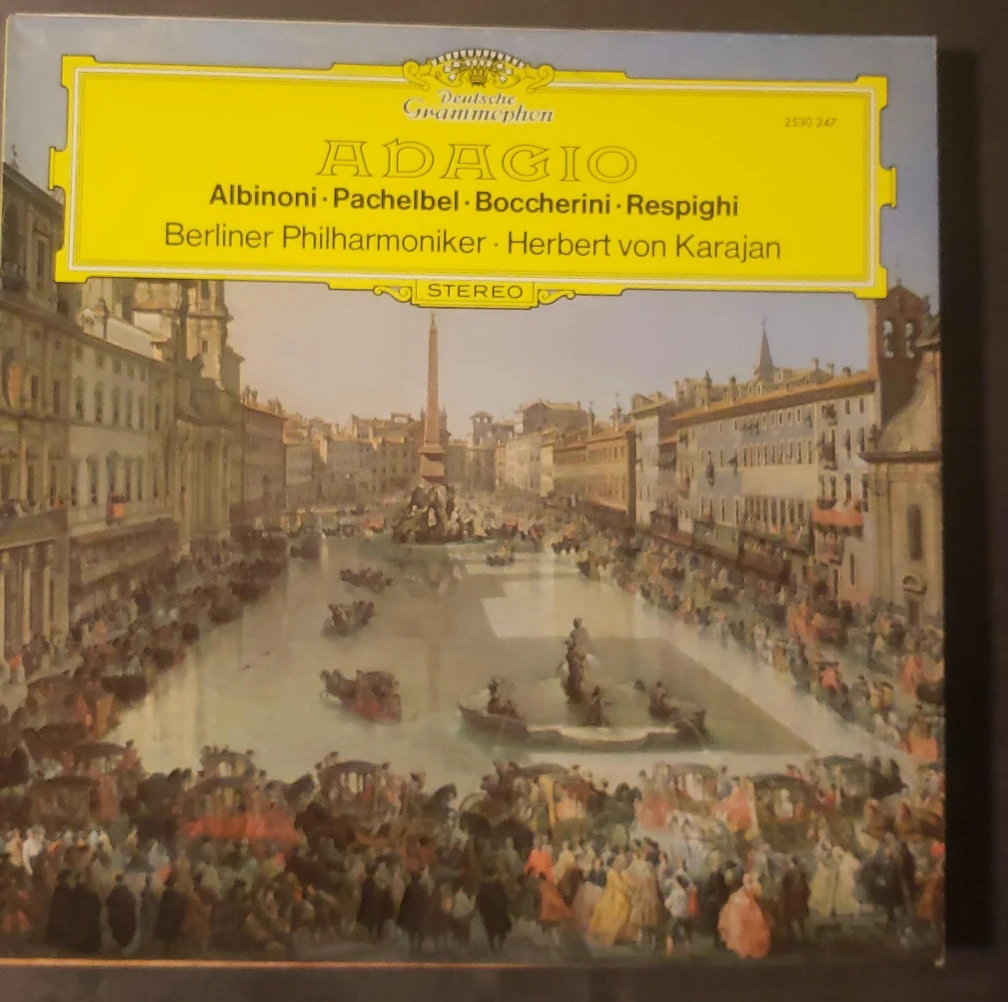 Deutsche
Grammophon
2530 247
ADAGIO
Albinoni · Pachelbel · Boccherini · Respighi
Berliner Philharmoniker · Herbert von Karajan
STEREO